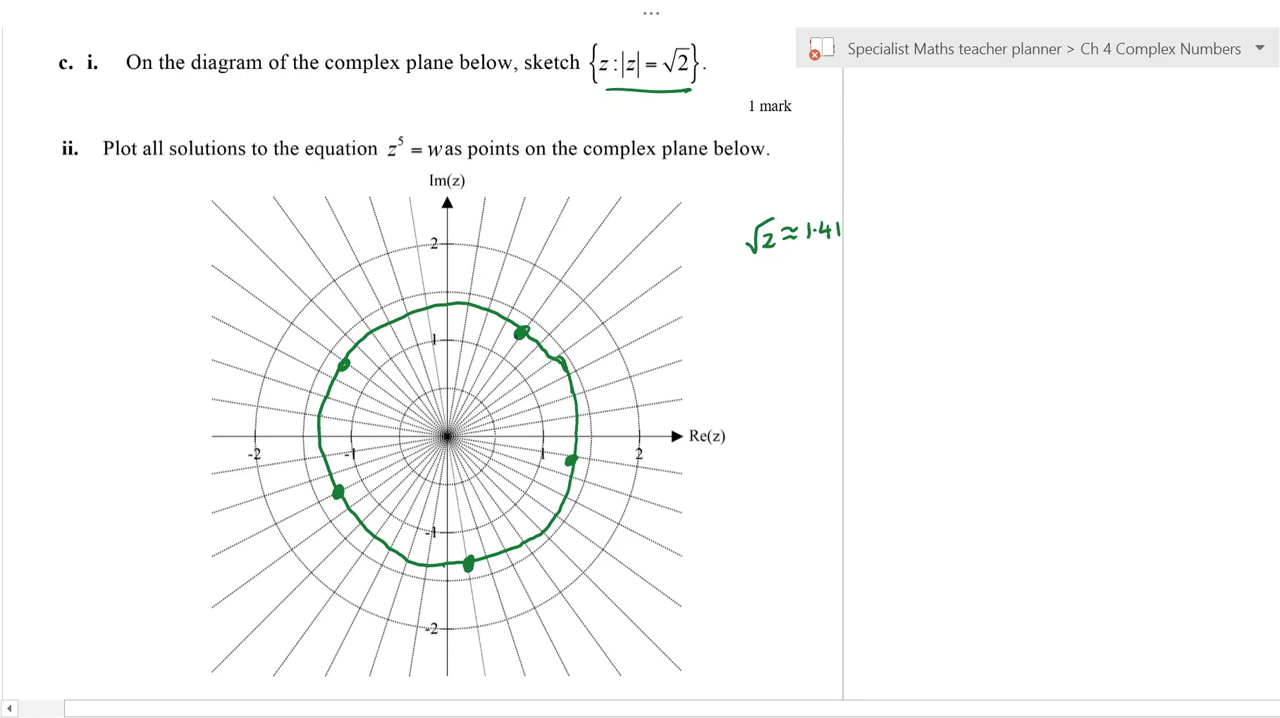 ...
Specialist Maths teacher planner > Ch 4 Complex Numbers
c. i. On the diagram of the complex plane below, sketch {z : |z| = √2}.
1 mark
ii. Plot all solutions to the equation z⁵ = w as points on the complex plane below.
Im(z)
√2 ≈ 1.41
2
1
Re(z)
-2 -1 1 2
-1
-2